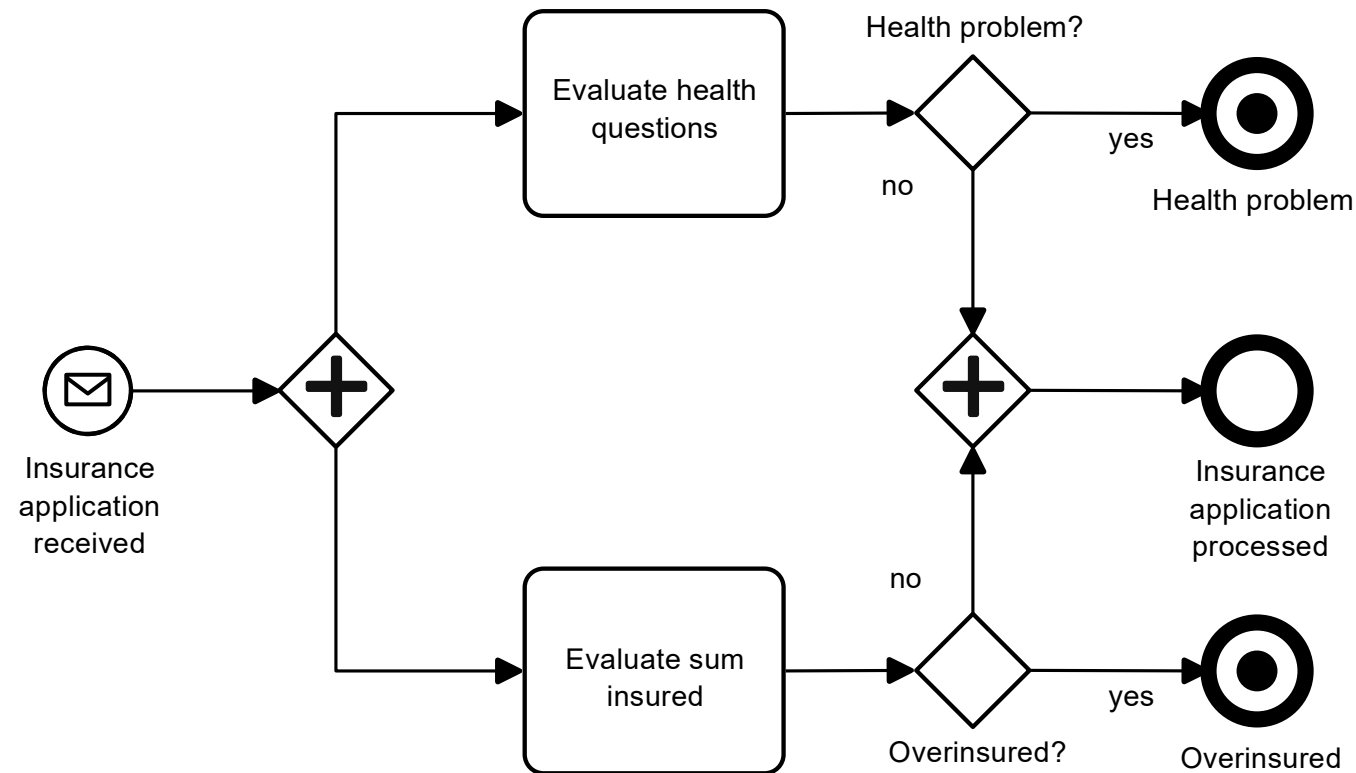 Health problem?
Evaluate health
questions
yes
no
Health problem
Insurance
application
received
Insurance
application
processed
no
Evaluate sum
insured
yes
Overinsured?
Overinsured